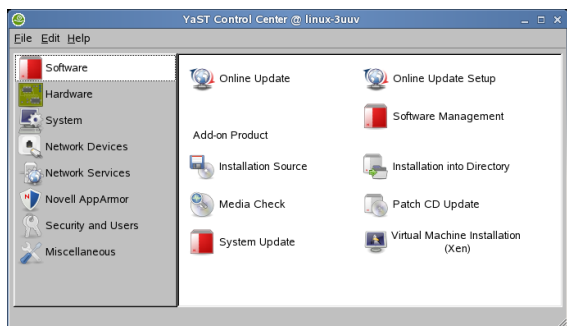 YaST Control Center @ linux-3uuv
File Edit Help
Software
Hardware
System
Network Devices
Network Services
Novell AppArmor
Security and Users
Miscellaneous
Online Update
Online Update Setup
Software Management
Add-on Product
Installation Source
Installation into Directory
Media Check
Patch CD Update
System Update
Virtual Machine Installation
(Xen)